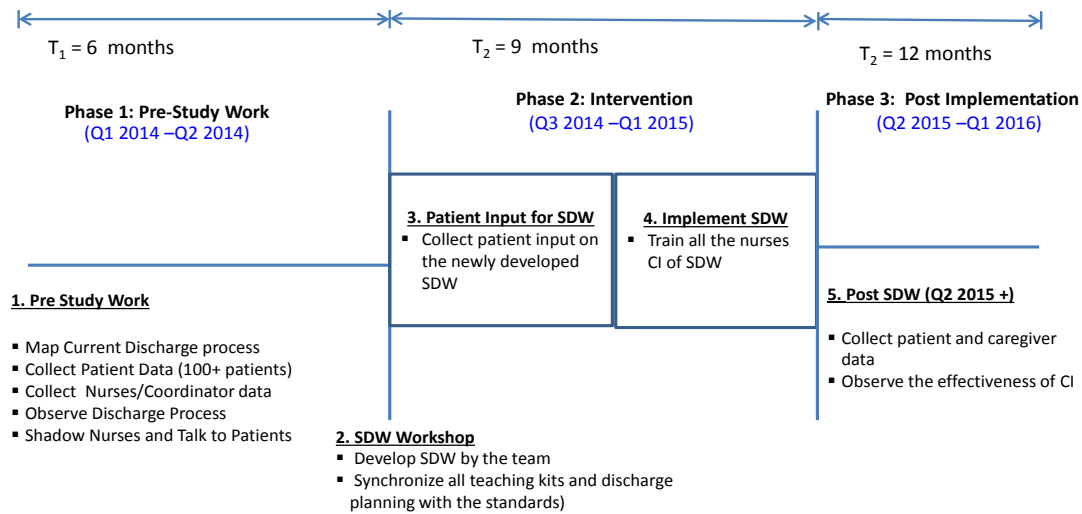 T1 = 6 months
T2 = 9 months
T2 = 12 months
Phase 1: Pre-Study Work
(Q1 2014 –Q2 2014)
Phase 2: Intervention
(Q3 2014 –Q1 2015)
Phase 3: Post Implementation
(Q2 2015 –Q1 2016)
3. Patient Input for SDW
▪ Collect patient input on
the newly developed
SDW
4. Implement SDW
▪ Train all the nurses
CI of SDW
1. Pre Study Work
▪ Map Current Discharge process
▪ Collect Patient Data (100+ patients)
▪ Collect Nurses/Coordinator data
▪ Observe Discharge Process
▪ Shadow Nurses and Talk to Patients
2. SDW Workshop
▪ Develop SDW by the team
▪ Synchronize all teaching kits and discharge
planning with the standards)
5. Post SDW (Q2 2015 +)
▪ Collect patient and caregiver
data
▪ Observe the effectiveness of CI